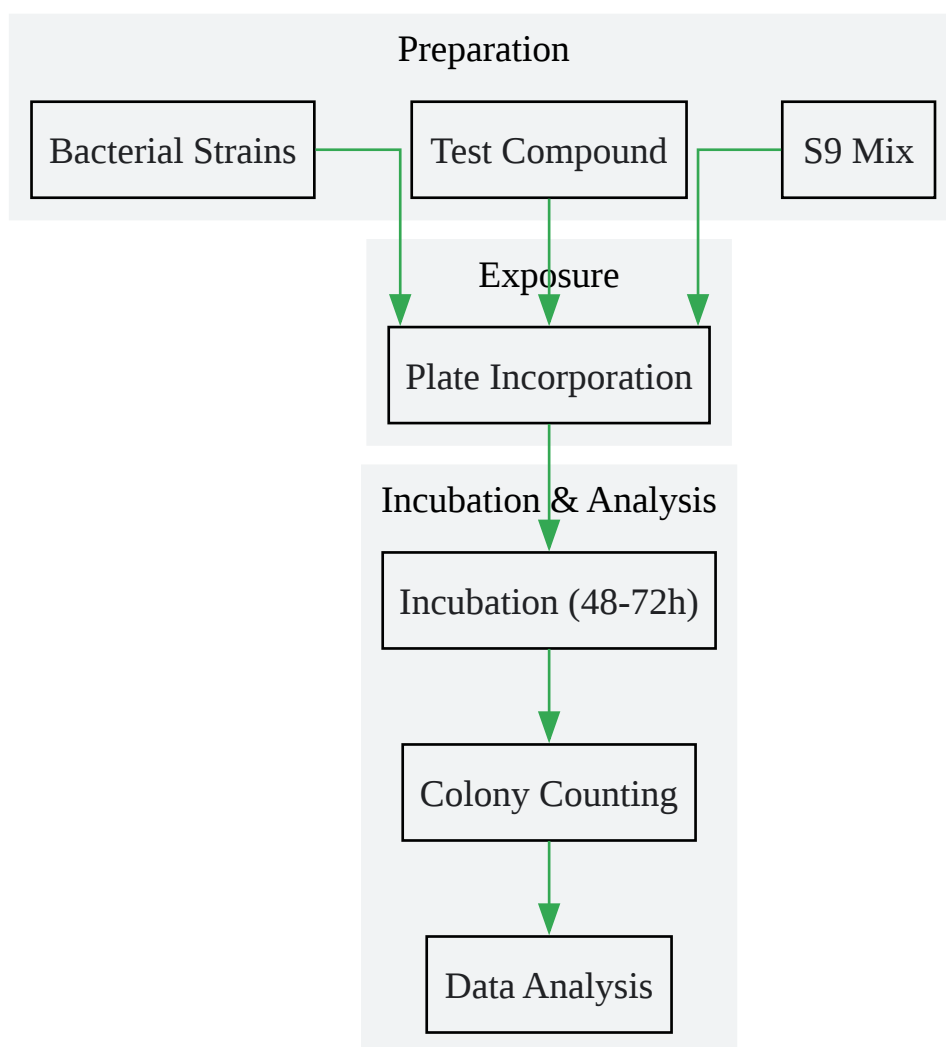 Preparation
Bacterial Strains
Test Compound
S9 Mix
Exposure
Plate Incorporation
Incubation & Analysis
Incubation (48-72h)
Colony Counting
Data Analysis